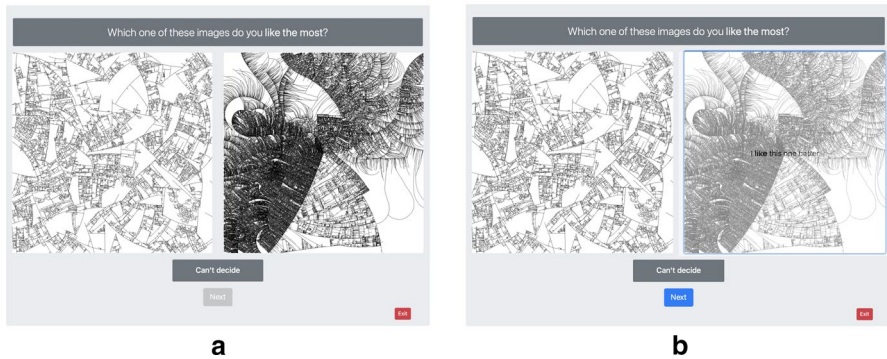 Which one of these images do you like the most?
Can't decide
Next
Exit
a
Which one of these images do you like the most?
I like this one better
Can't decide
Next
Exit
b